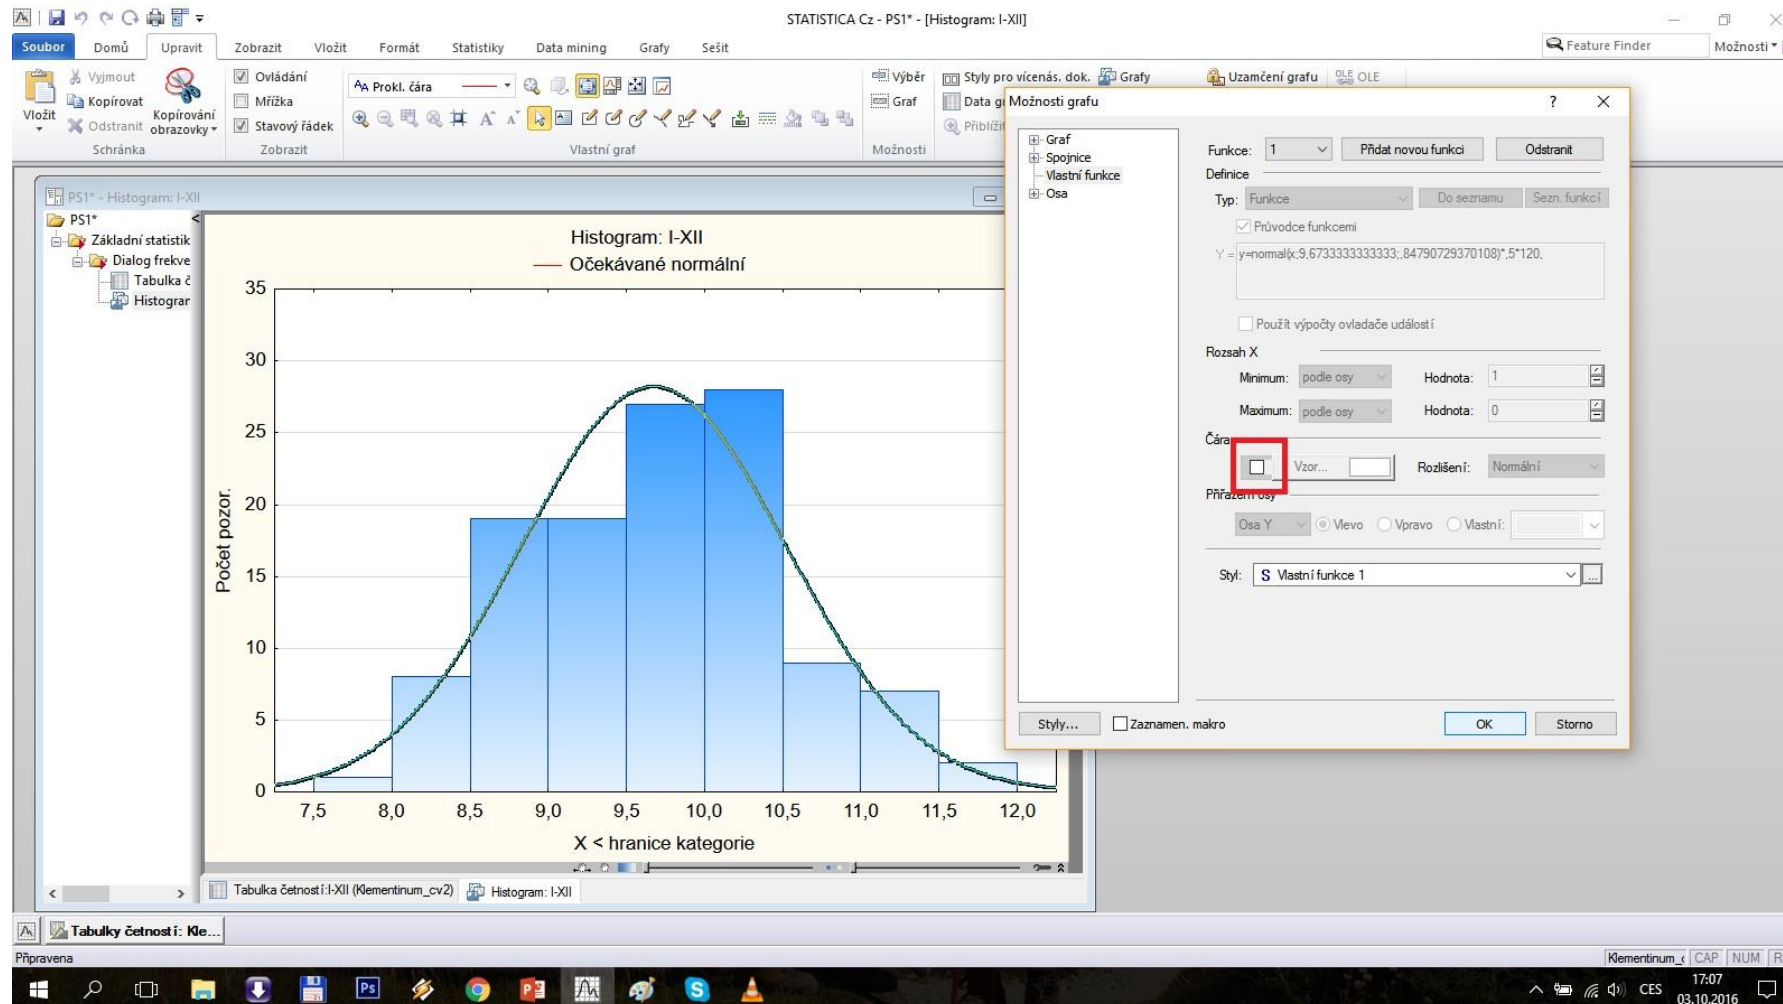 STATISTICA Cz - PS1* - [Histogram: I-XII]
Soubor Domů Upravit Zobrazit Vložit Formát Statistiky Data mining Grafy Sešit Feature Finder Možnosti
Vložit
Vyjmout
Kopírovat
Odstranit
Kopírování
obrazovky
Schránka
Ovládání
Mřížka
Stavový řádek
Zobrazit
AA Prokl. čára
Vlastní graf
Výběr
Graf
Možnosti
Styly pro vícenás. dok. Grafy Uzamčení grafu OLE OLE
Data
Přiblížit
PS1* - Histogram: I-XII
PS1*
Základní statistik
Dialog frekve
Tabulka č
Histogram
Histogram: I-XII
Očekávané normální
35
30
25
20
15
10
5
0
Počet pozor.
7,5 8,0 8,5 9,0 9,5 10,0 10,5 11,0 11,5 12,0
X < hranice kategorie
Tabulka četností:I-XII (Klementinum_cv2) Histogram: I-XII
Možnosti grafu ? X
Graf
Spojnice
Vlastní funkce
Osa
Funkce: 1 Přidat novou funkci Odstranit
Definice
Typ: Funkce Do seznamu Sezn. funkcí
Průvodce funkcemi
Y = y=normal(x;9,6733333333333;,84790729370108)*,5*120,
Použít výpočty ovladače událostí
Rozsah X
Minimum: podle osy Hodnota: 1
Maximum: podle osy Hodnota: 0
Čára
Vzor... Rozlišení: Normální
Přiřazení osy
Osa Y Vlevo Vpravo Vlastní:
Styl: S Vlastní funkce 1 ...
Styly... Zaznamen. makro OK Storno
Tabulky četností: Kle...
Připravena Klementinum_c CAP NUM R
Ps CES 17:07
03.10.2016